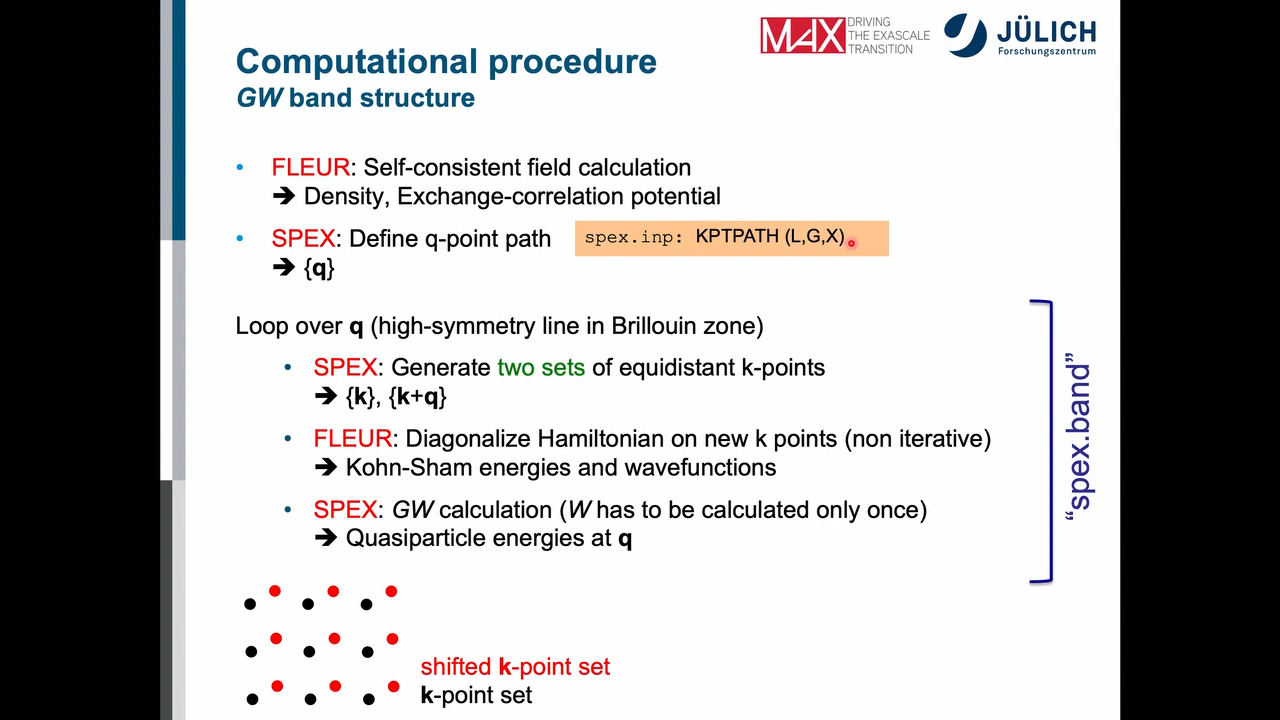 MAX DRIVING
THE EXASCALE
TRANSITION
JÜLICH
Forschungszentrum
Computational procedure
GW band structure
• FLEUR: Self-consistent field calculation
➔ Density, Exchange-correlation potential
• SPEX: Define q-point path
spex.inp: KPTPATH (L,G,X)
➔ {q}
Loop over q (high-symmetry line in Brillouin zone)
• SPEX: Generate two sets of equidistant k-points
➔ {k}, {k+q}
• FLEUR: Diagonalize Hamiltonian on new k points (non iterative)
➔ Kohn-Sham energies and wavefunctions
• SPEX: GW calculation (W has to be calculated only once)
➔ Quasiparticle energies at q
“spex.band”
shifted k-point set
k-point set